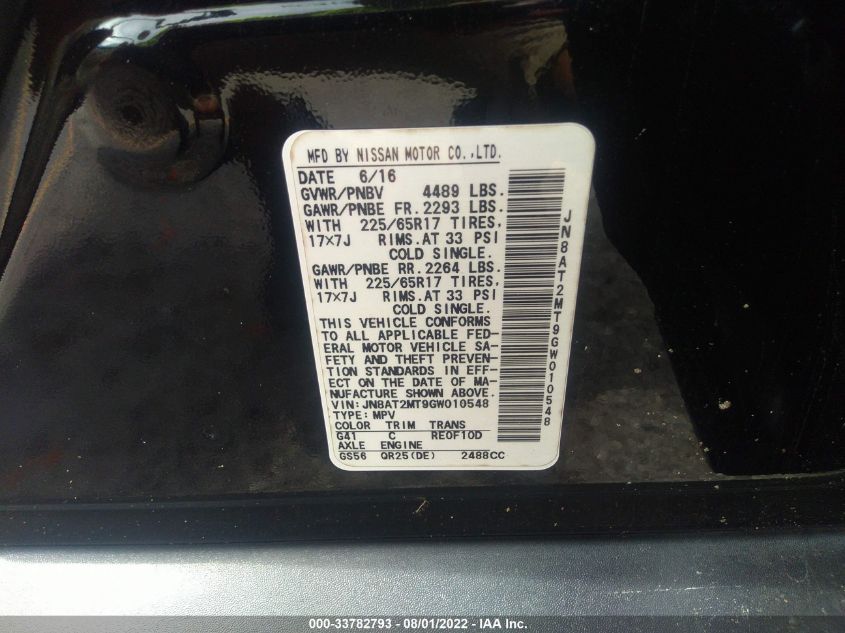 MFD BY NISSAN MOTOR CO.,LTD.
DATE 6/16
GVWR/PNBV 4489 LBS.
GAWR/PNBE FR. 2293 LBS.
WITH 225/65R17 TIRES,
17×7J RIMS. AT 33 PSI
COLD SINGLE.
GAWR/PNBE RR. 2264 LBS.
WITH 225/65R17 TIRES,
17×7J RIMS. AT 33 PSI
COLD SINGLE.
THIS VEHICLE CONFORMS
TO ALL APPLICABLE FED-
ERAL MOTOR VEHICLE SA-
FETY AND THEFT PREVEN-
TION STANDARDS IN EFF-
ECT ON THE DATE OF MA-
NUFACTURE SHOWN ABOVE.
VIN: JN8AT2MT9GW010548
TYPE: MPV
COLOR TRIM TRANS
G41 C RE0F10D
AXLE ENGINE
GS56 QR25(DE) 2488CC
JN8AT2MT9GW010548
000-33782793 - 08/01/2022 - IAA Inc.